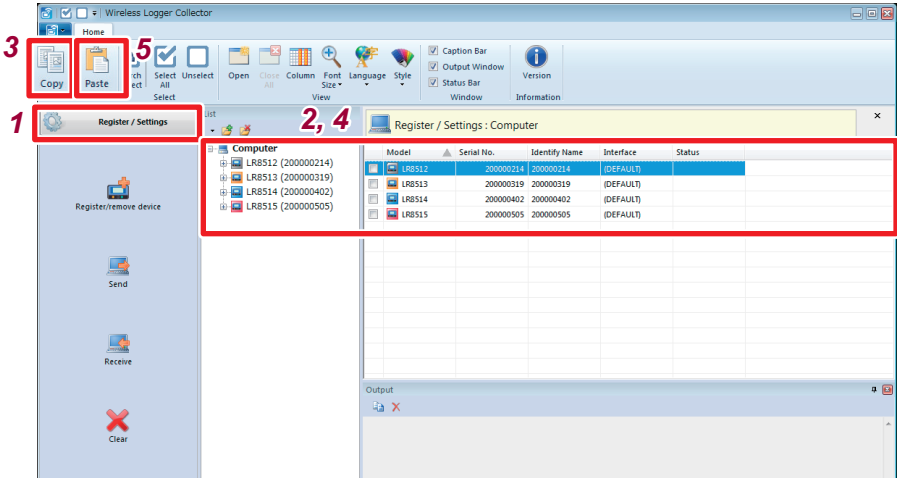 Wireless Logger Collector
Home
3
5
Copy
Paste
Select All
Unselect
Select
Open
Close All
Column
Font Size
Language
Style
View
Caption Bar
Output Window
Status Bar
Window
Version
Information
1
Register / Settings
List
2, 4
Register / Settings : Computer
×
Computer
LR8512 (200000214)
LR8513 (200000319)
LR8514 (200000402)
LR8515 (200000505)
Model Serial No. Identify Name Interface Status
LR8512 200000214 200000214 (DEFAULT)
LR8513 200000319 200000319 (DEFAULT)
LR8514 200000402 200000402 (DEFAULT)
LR8515 200000505 200000505 (DEFAULT)
Register/remove device
Send
Receive
Clear
Output